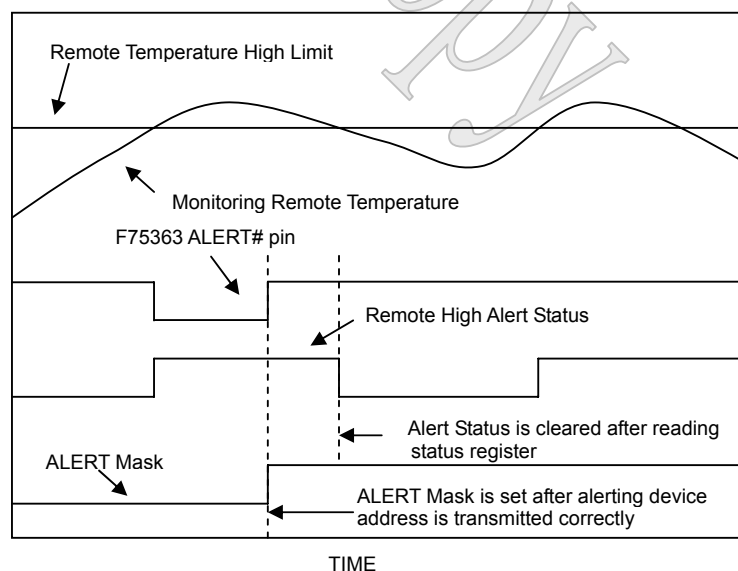 Remote Temperature High Limit
Monitoring Remote Temperature
F75363 ALERT# pin
Remote High Alert Status
Alert Status is cleared after reading
status register
ALERT Mask
ALERT Mask is set after alerting device
address is transmitted correctly
TIME